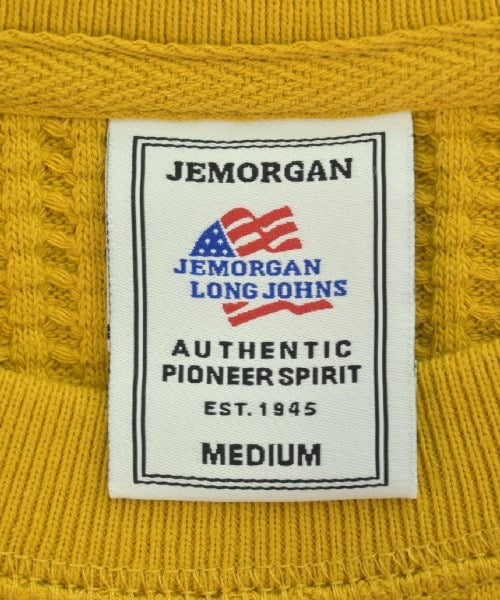 JEMORGAN
JEMORGAN
LONG JOHNS
AUTHENTIC
PIONEER SPIRIT
EST. 1945
MEDIUM